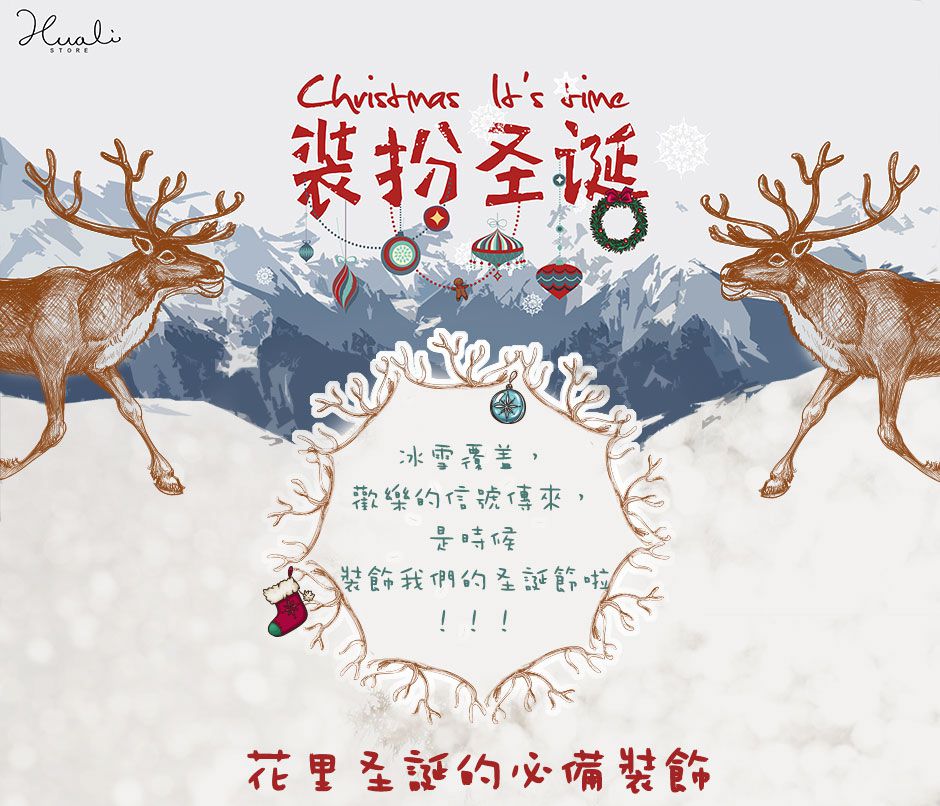 Huali
STORE
Christmas It's time
装扮圣诞
冰雪覆盖，
歡樂的信號傳來，
是時候
裝飾我們的圣誕節啦
！！！
花里圣誕的必備裝飾